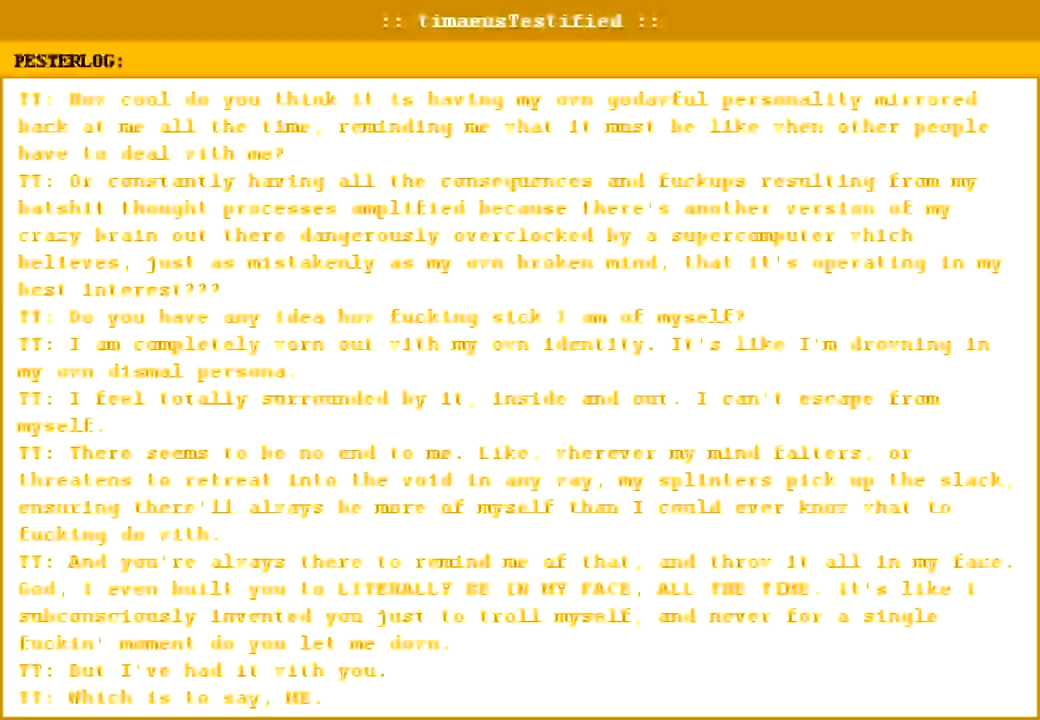 :: timaeusTestified ::
PESTERLOG:
TT: How cool do you think it is having my own godawful personality mirrored
back at me all the time, reminding me what it must be like when other people
have to deal with me?
TT: Or constantly having all the consequences and fuckups resulting from my
batshit thought processes amplified because there's another version of my
crazy brain out there dangerously overclocked by a supercomputer which
believes, just as mistakenly as my own broken mind, that it's operating in my
best interest???
TT: Do you have any idea how fucking sick I am of myself?
TT: I am completely worn out with my own identity. It's like I'm drowning in
my own dismal persona.
TT: I feel totally surrounded by it, inside and out. I can't escape from
myself.
TT: There seems to be no end to me. Like, wherever my mind falters, or
threatens to retreat into the void in any way, my splinters pick up the slack,
ensuring there'll always be more of myself than I could ever know what to
fucking do with.
TT: And you're always there to remind me of that, and throw it all in my face.
God, I even built you to LITERALLY BE IN MY FACE, ALL THE TIME. It's like I
subconsciously invented you just to troll myself, and never for a single
fuckin' moment do you let me down.
TT: But I've had it with you.
TT: Which is to say, ME.